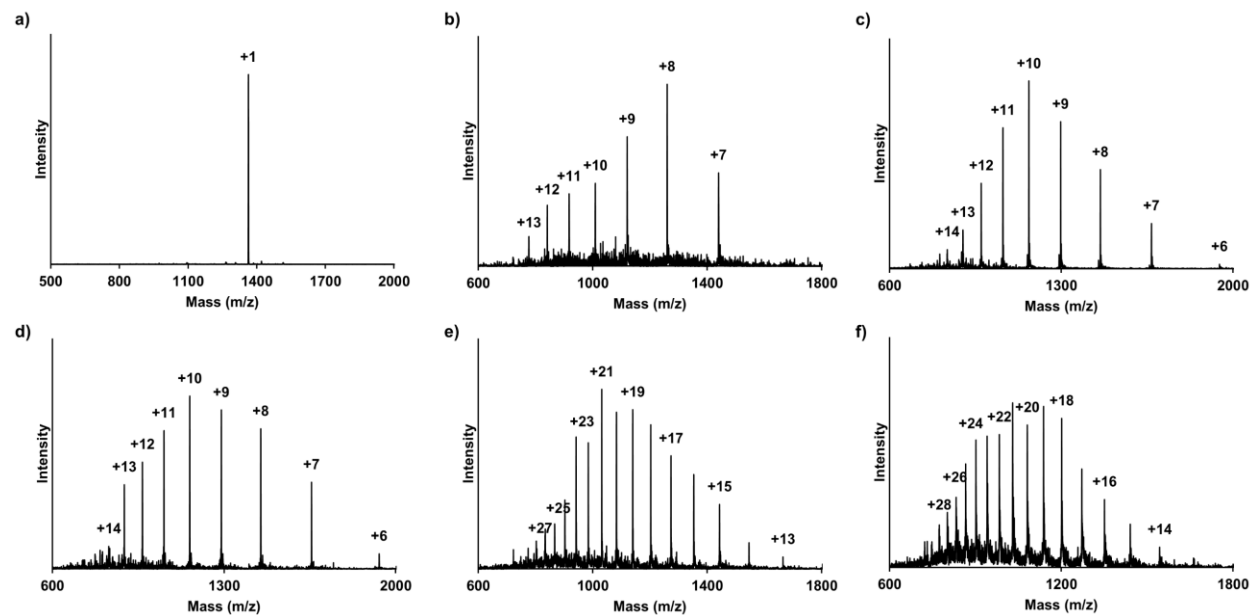 a)
+1
Intensity
500 800 1100 1400 1700 2000
Mass (m/z)
b)
+8
+9
+7
+10
+11
+12
+13
Intensity
600 1000 1400 1800
Mass (m/z)
c)
+10
+11
+9
+12
+8
+13
+7
+14
+6
Intensity
600 1300 2000
Mass (m/z)
d)
+10
+9
+11
+8
+12
+13
+7
+14
+6
Intensity
600 1300 2000
Mass (m/z)
e)
+21
+19
+23
+17
+25
+15
+27
+13
Intensity
600 1000 1400 1800
Mass (m/z)
f)
+18
+20
+22
+24
+26
+16
+28
+14
Intensity
600 1200 1800
Mass (m/z)